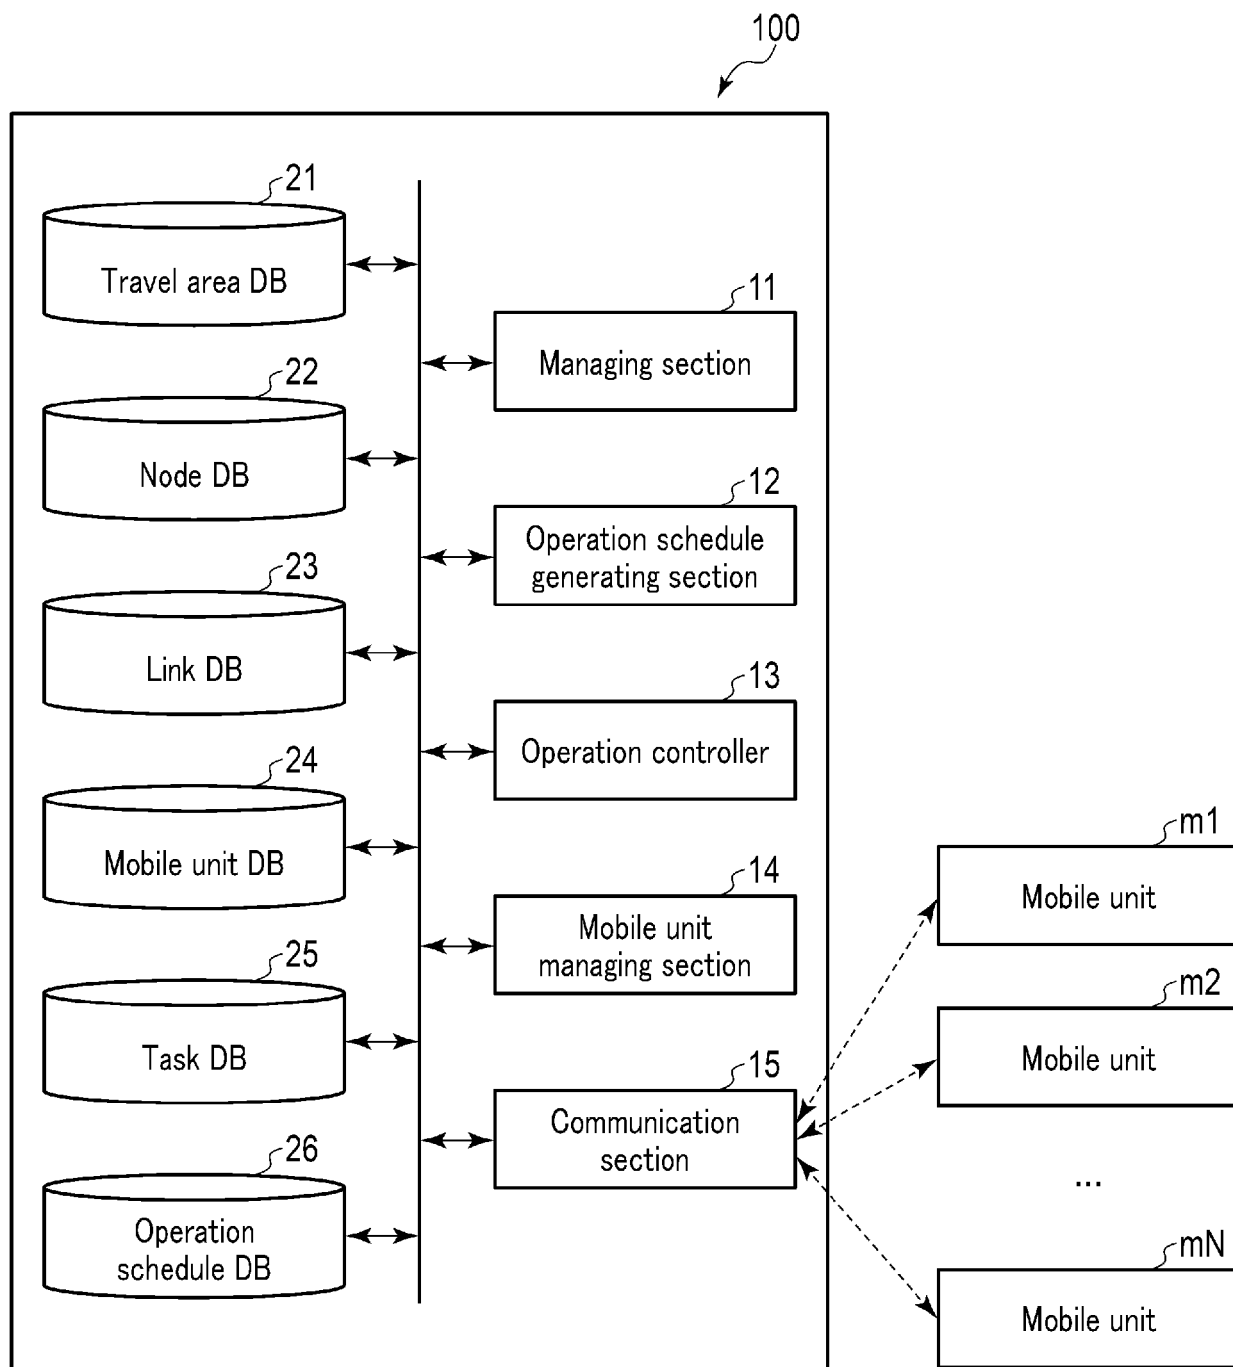 100
21
Travel area DB
11
Managing section
22
Node DB
12
Operation schedule
generating section
23
Link DB
13
Operation controller
24
Mobile unit DB
14
Mobile unit
managing section
25
Task DB
15
Communication
section
26
Operation
schedule DB
m1
Mobile unit
m2
Mobile unit
...
mN
Mobile unit